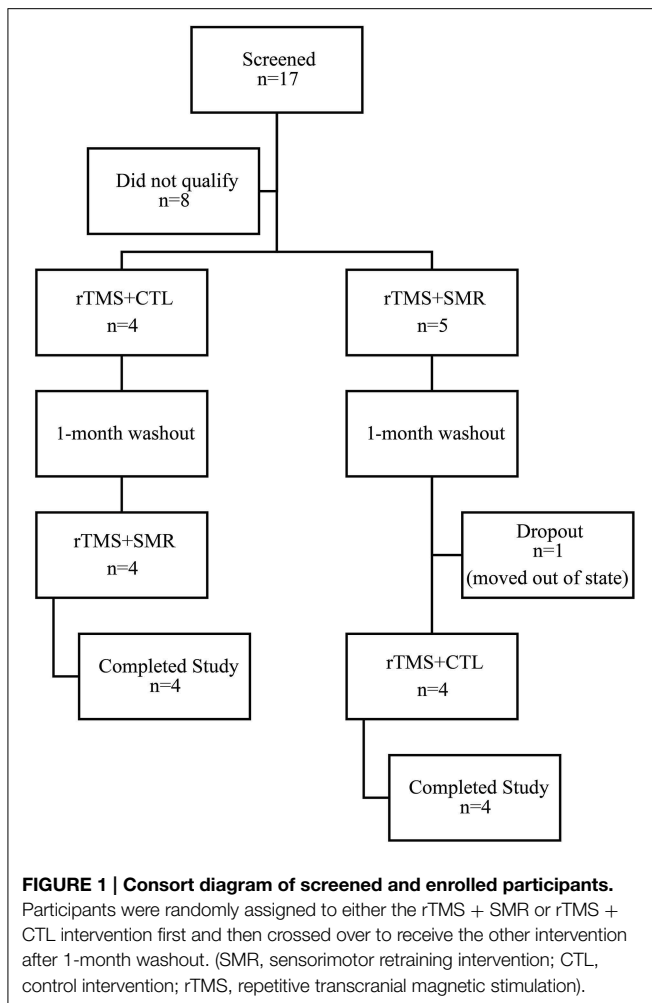 Screened
n=17
Did not qualify
n=8
rTMS+CTL
n=4
rTMS+SMR
n=5
1-month washout
1-month washout
rTMS+SMR
n=4
Dropout
n=1
(moved out of state)
Completed Study
n=4
rTMS+CTL
n=4
Completed Study
n=4
FIGURE 1 | Consort diagram of screened and enrolled participants.
Participants were randomly assigned to either the rTMS + SMR or rTMS +
CTL intervention first and then crossed over to receive the other intervention
after 1-month washout. (SMR, sensorimotor retraining intervention; CTL,
control intervention; rTMS, repetitive transcranial magnetic stimulation).